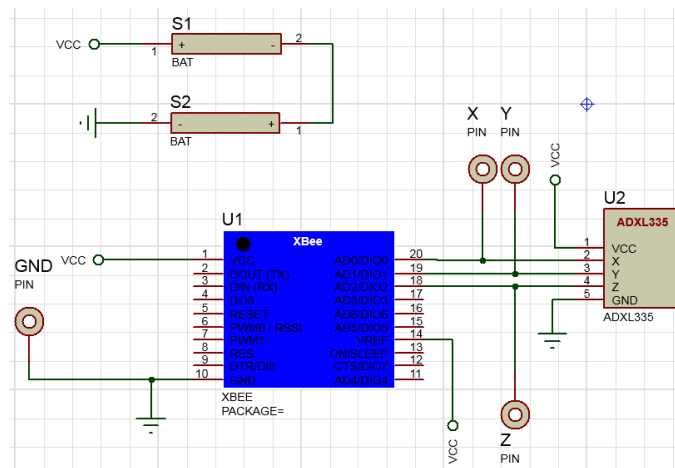 S1
VCC
+ -
1
2
BAT
S2
2
- +
1
BAT
X Y
PIN PIN
VCC
U2
ADXL335
1 VCC
2 X
3 Y
4 Z
5 GND
ADXL335
U1
XBee
VCC
1 VCC
2 DOUT (TX)
3 DIN (RX)
4 DO8
5 RESET
6 PWM0 / RSSI
7 PWM1
8 RES
9 DTR/DI8
10 GND
AD0/DIO0 20
AD1/DIO1 19
AD2/DIO2 18
AD3/DIO3 17
AD6/DIO6 16
AD5/DIO5 15
VREF 14
ON/SLEEP 13
CTS/DIO7 12
AD4/DIO4 11
XBEE
PACKAGE=
GND
PIN
VCC
Z
PIN